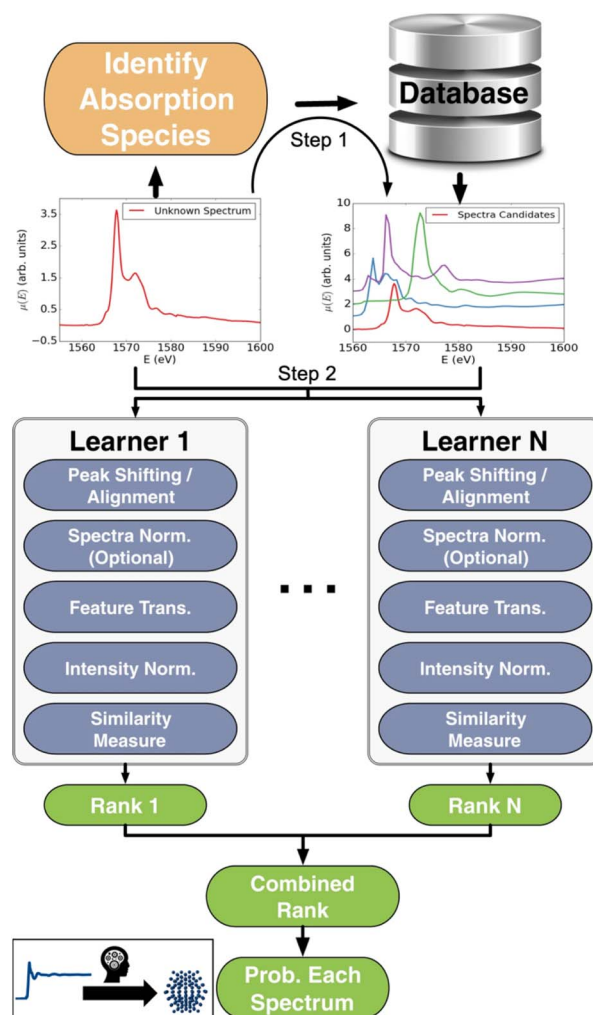 Identify
Absorption
Species
Database
Step 1
3.5
2.5
1.5
0.5
−0.5
μ(E) (arb. units)
Unknown Spectrum
1560 1570 1580 1590 1600
E (eV)
10
8
6
4
2
0
μ(E) (arb. units)
Spectra Candidates
1560 1570 1580 1590 1600
E (eV)
Step 2
Learner 1
Peak Shifting /
Alignment
Spectra Norm.
(Optional)
Feature Trans.
Intensity Norm.
Similarity
Measure
Rank 1
Learner N
Peak Shifting /
Alignment
Spectra Norm.
(Optional)
Feature Trans.
Intensity Norm.
Similarity
Measure
Rank N
Combined
Rank
Prob. Each
Spectrum